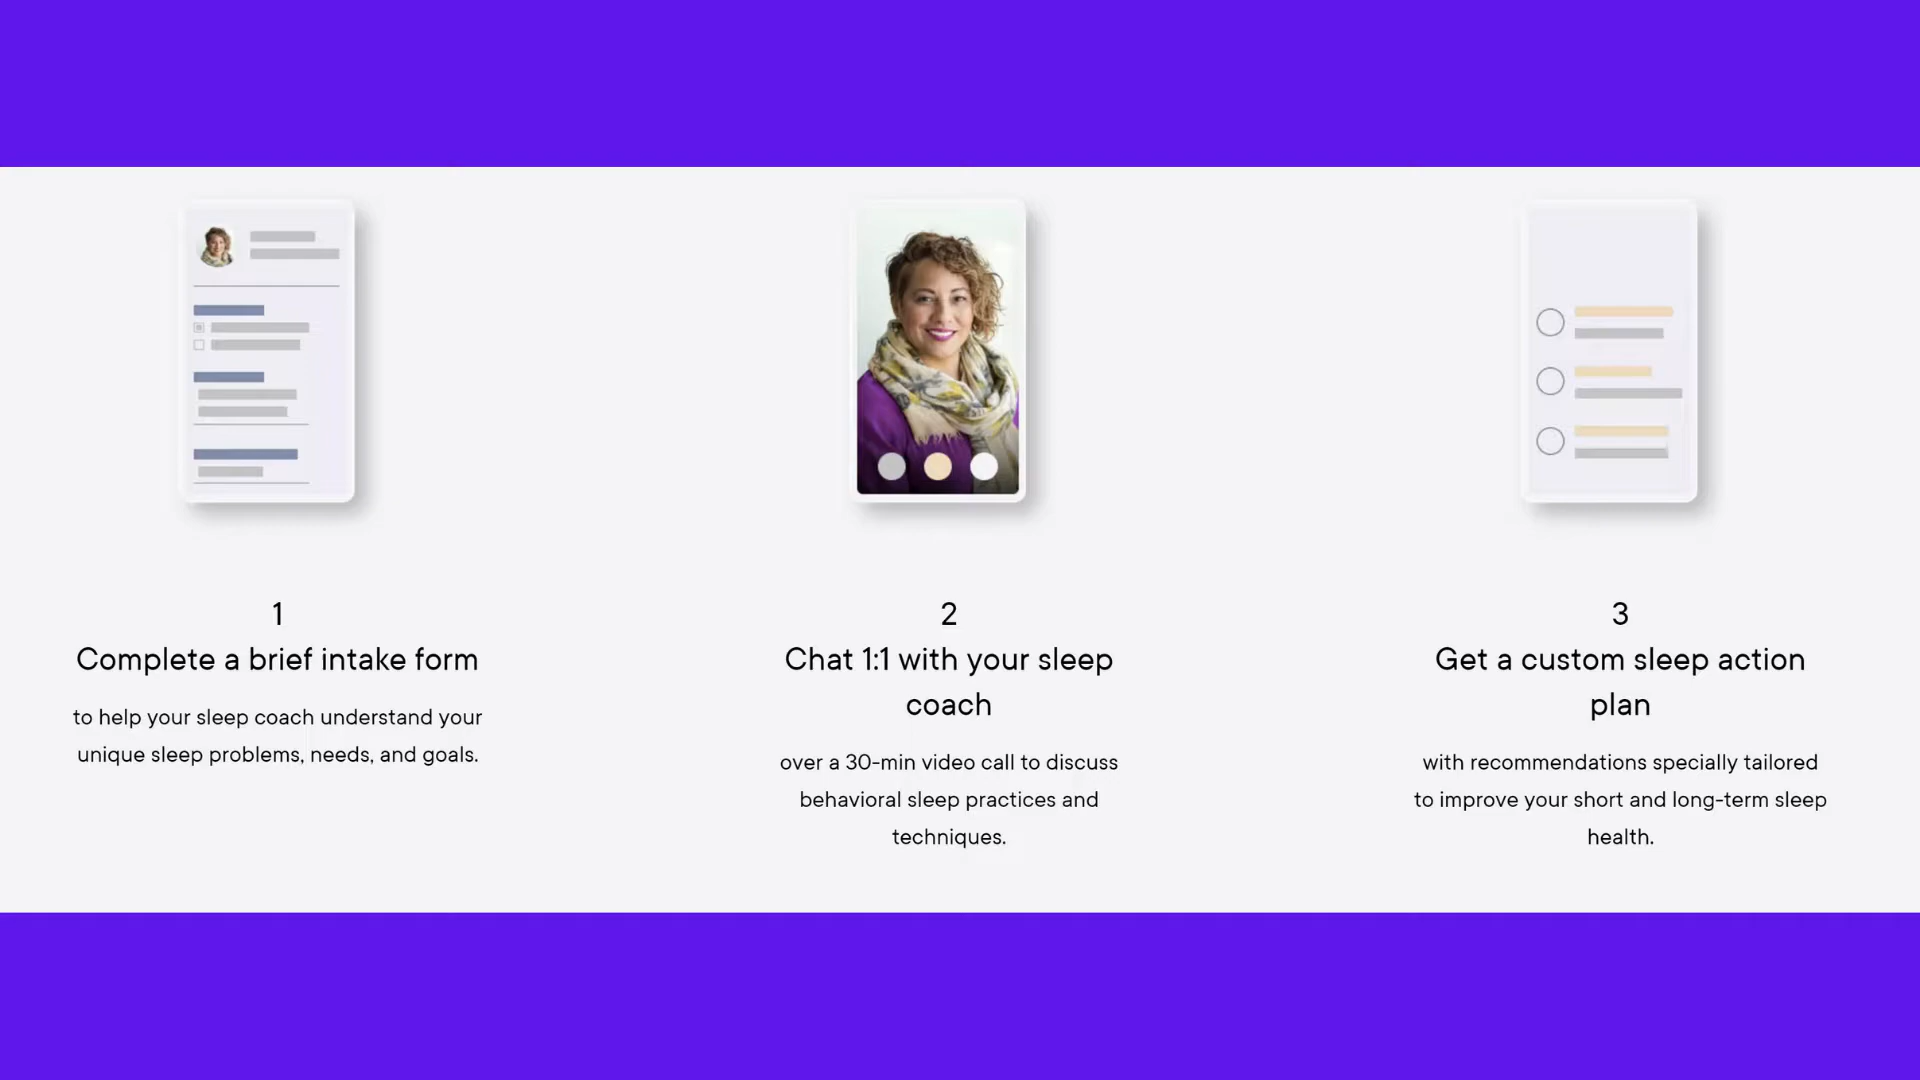 1
Complete a brief intake form
to help your sleep coach understand your
unique sleep problems, needs, and goals.
2
Chat 1:1 with your sleep
coach
over a 30-min video call to discuss
behavioral sleep practices and
techniques.
3
Get a custom sleep action
plan
with recommendations specially tailored
to improve your short and long-term sleep
health.